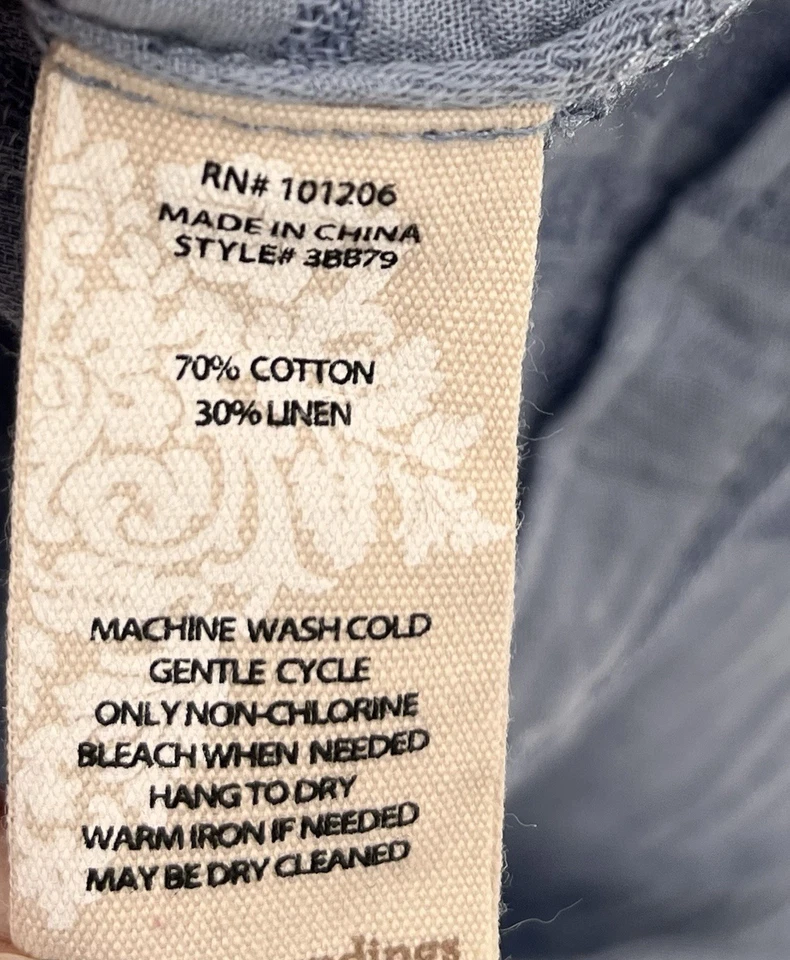 RN# 101206
MADE IN CHINA
STYLE# 3BB79
70% COTTON
30% LINEN
MACHINE WASH COLD
GENTLE CYCLE
ONLY NON-CHLORINE
BLEACH WHEN NEEDED
HANG TO DRY
WARM IRON IF NEEDED
MAY BE DRY CLEANED